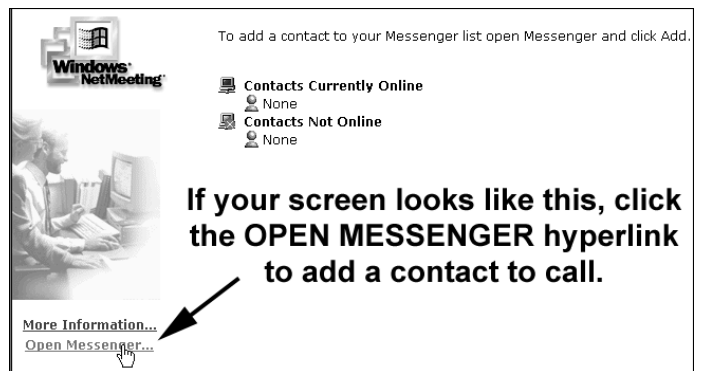 To add a contact to your Messenger list open Messenger and click Add.
Windows
NetMeeting
Contacts Currently Online
None
Contacts Not Online
None
If your screen looks like this, click
the OPEN MESSENGER hyperlink
to add a contact to call.
More Information...
Open Messenger...